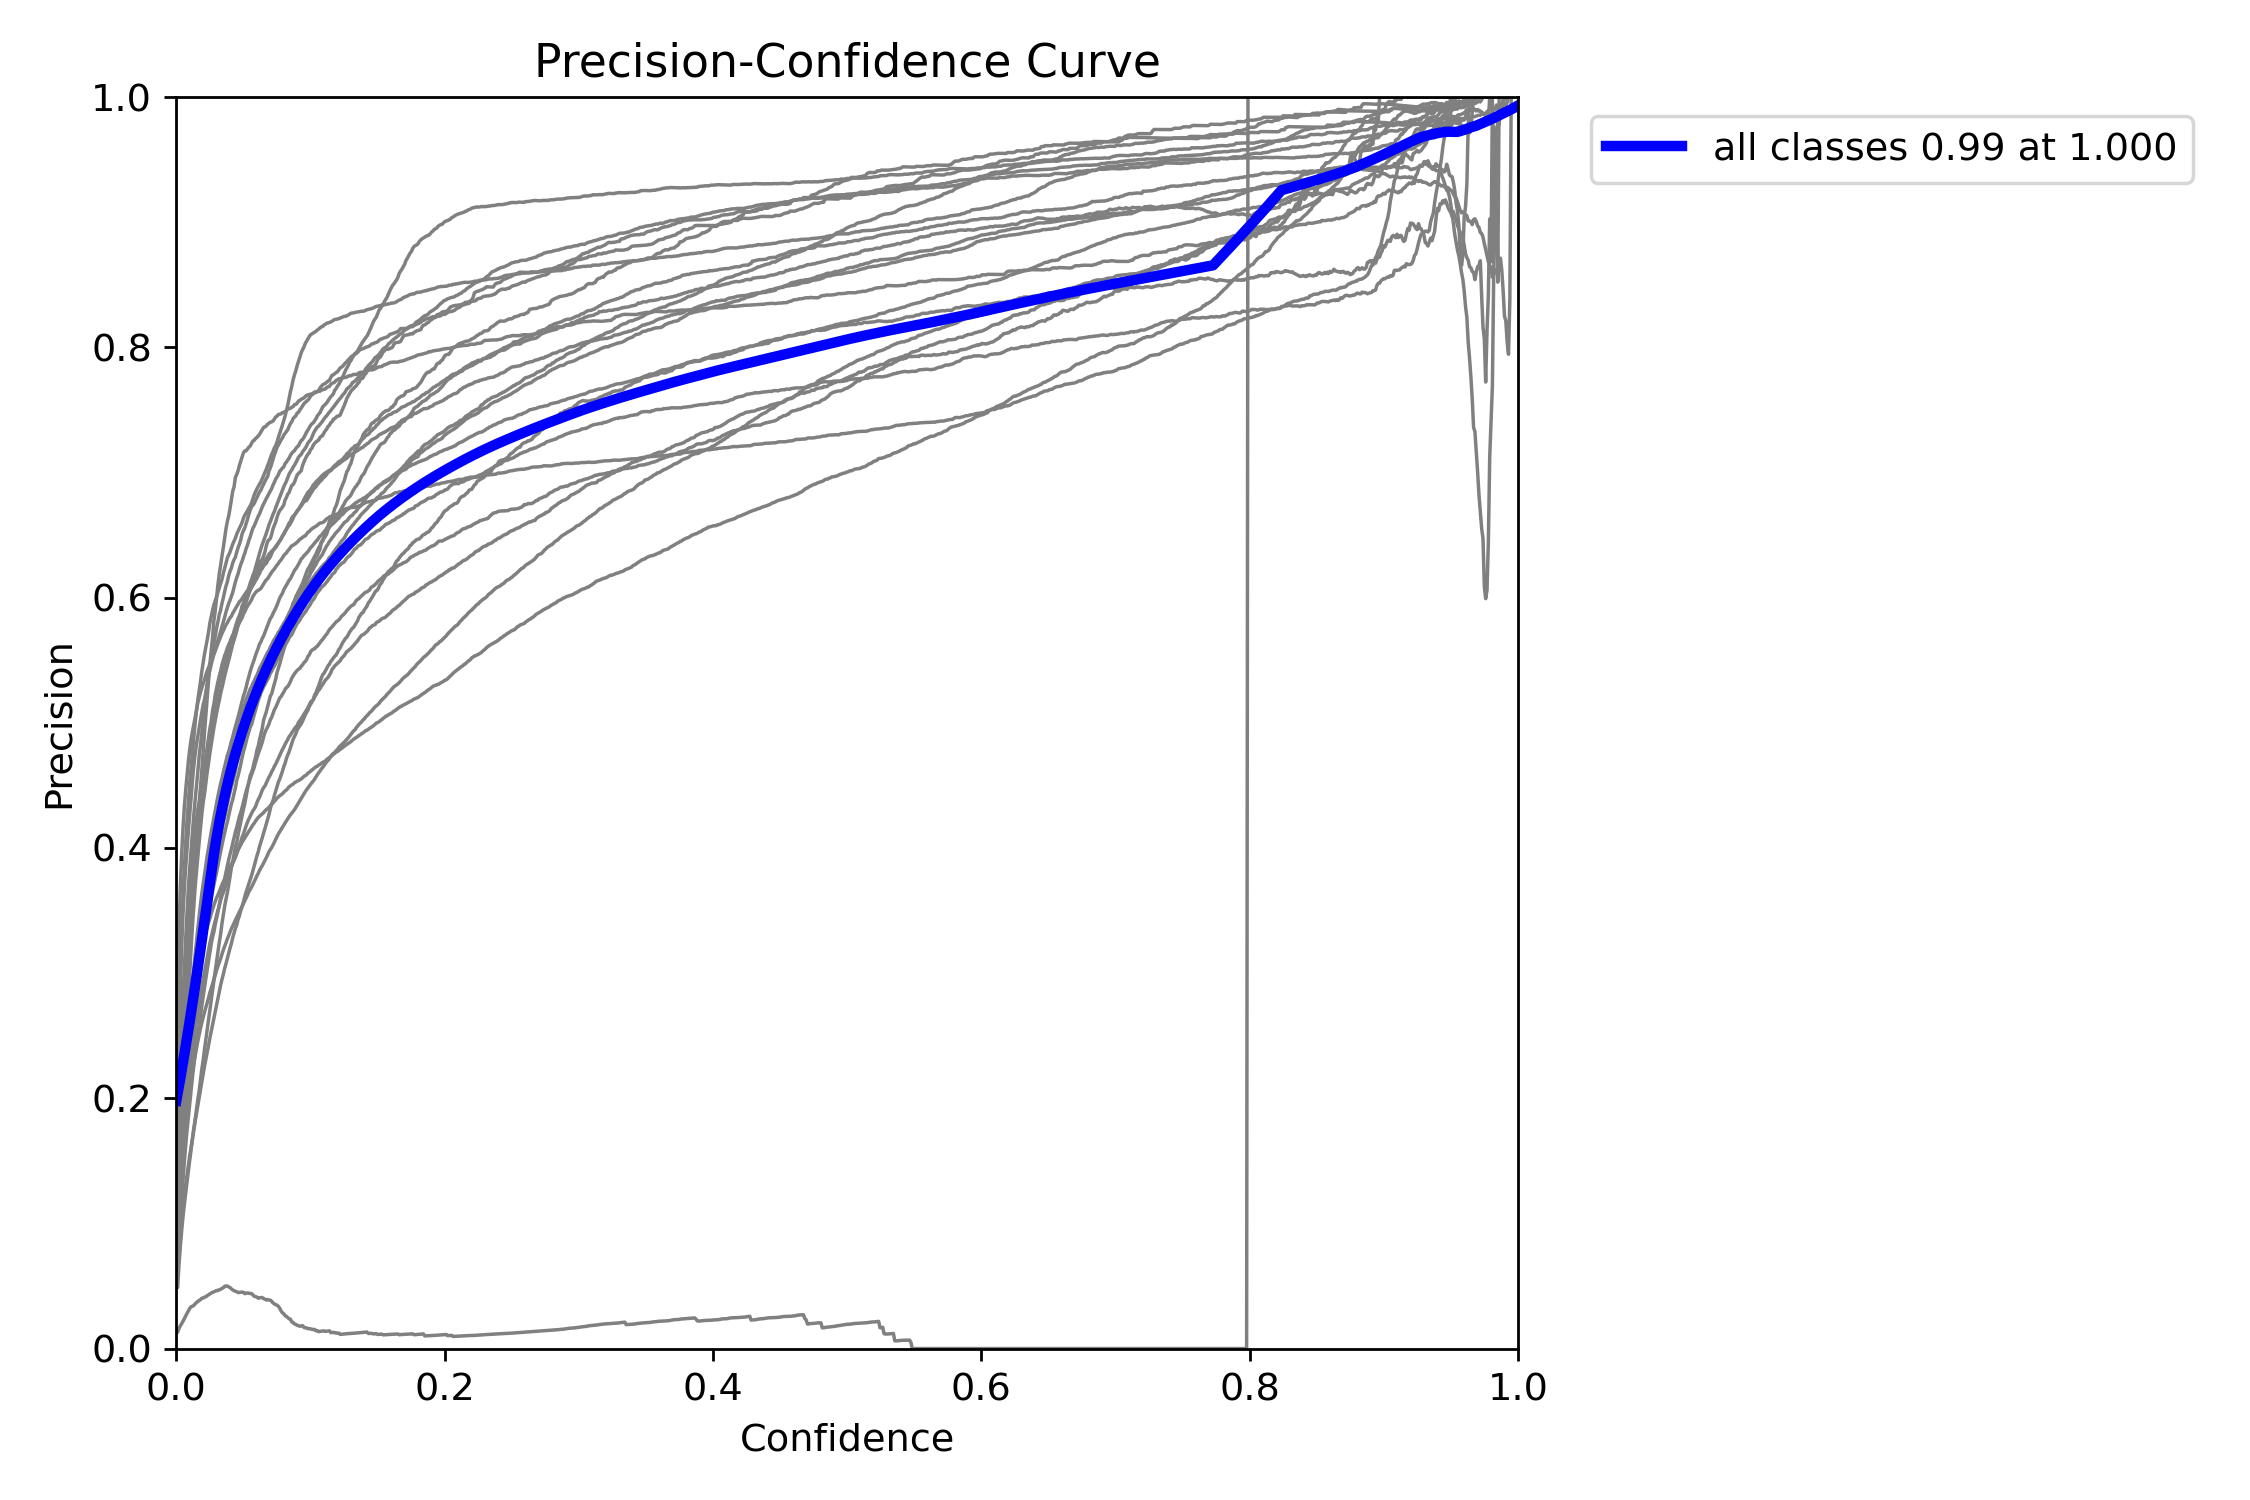 Precision-Confidence Curve
all classes 0.99 at 1.000
Precision
1.0
0.8
0.6
0.4
0.2
0.0
0.0 0.2 0.4 0.6 0.8 1.0
Confidence